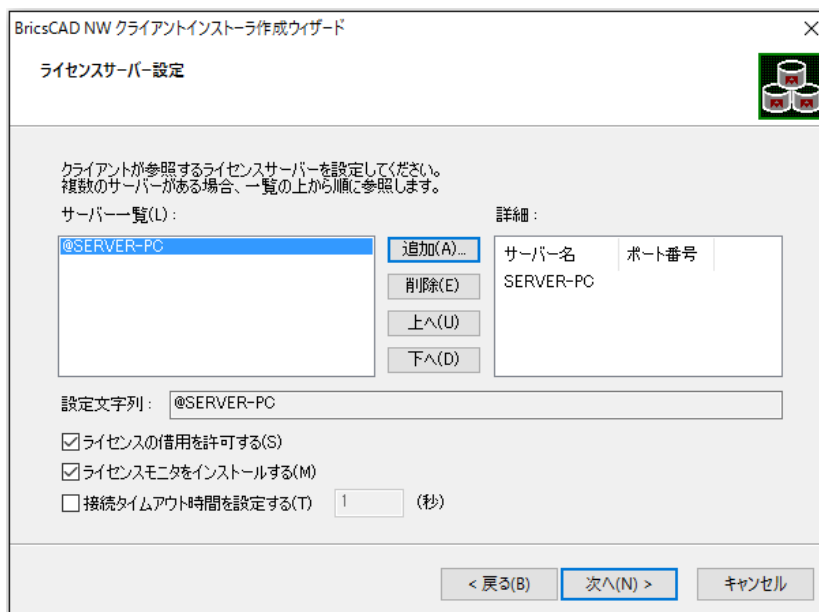 BricsCAD NW クライアントインストーラ作成ウィザード
ライセンスサーバー設定
クライアントが参照するライセンスサーバーを設定してください。
複数のサーバーがある場合、一覧の上から順に参照します。
サーバー一覧(L):
詳細:
@SERVER-PC
追加(A)...
削除(E)
上へ(U)
下へ(D)
サーバー名 ポート番号
SERVER-PC
設定文字列: @SERVER-PC
ライセンスの借用を許可する(S)
ライセンスモニタをインストールする(M)
接続タイムアウト時間を設定する(T) 1 (秒)
< 戻る(B) 次へ(N) > キャンセル